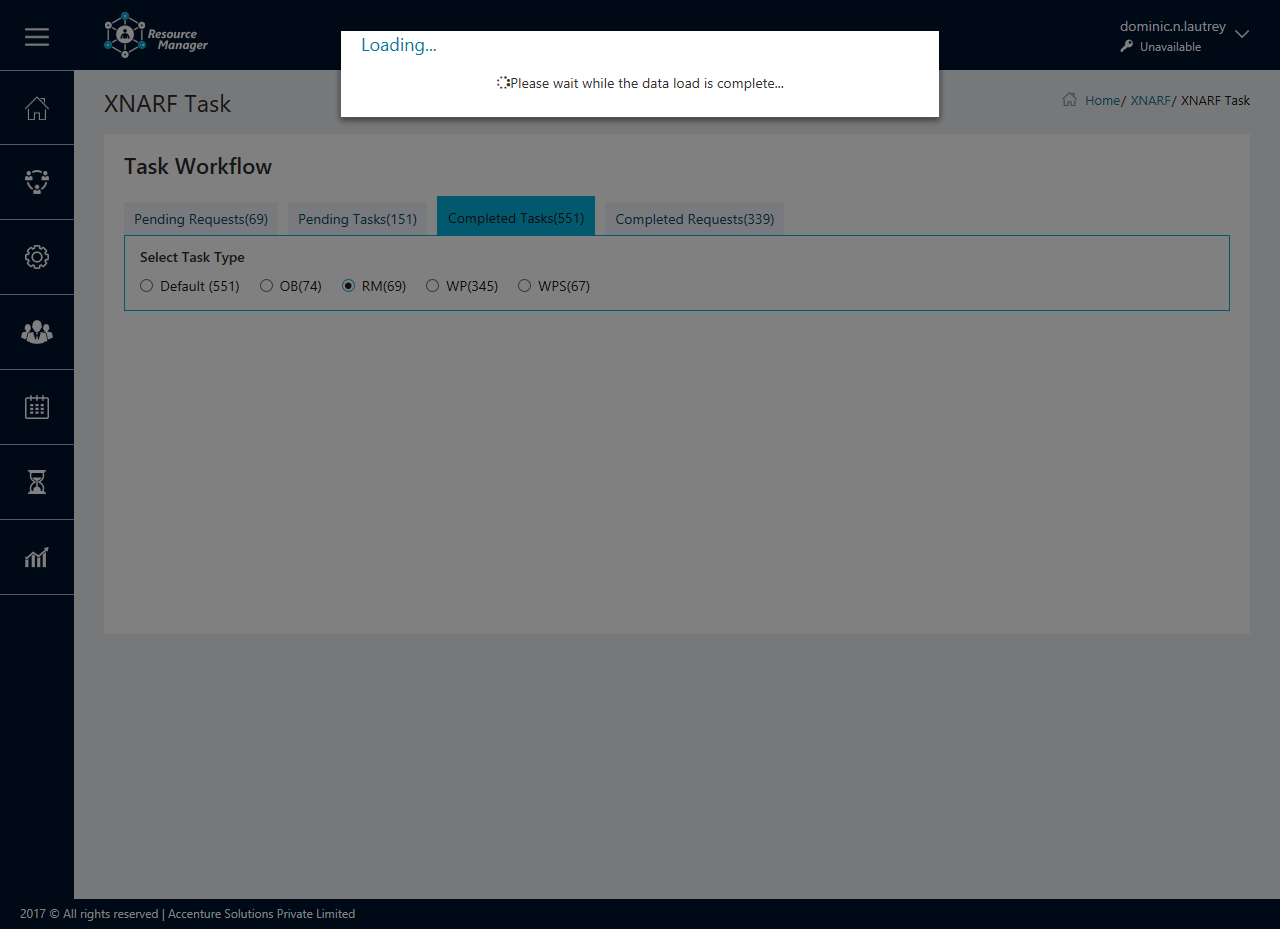 Resource
Manager
dominic.n.lautrey
Unavailable
Loading...
Please wait while the data load is complete...
XNARF Task
Home/ XNARF/ XNARF Task
Task Workflow
Pending Requests(69) Pending Tasks(151) Completed Tasks(551) Completed Requests(339)
Select Task Type
Default (551) OB(74) RM(69) WP(345) WPS(67)
2017 © All rights reserved | Accenture Solutions Private Limited